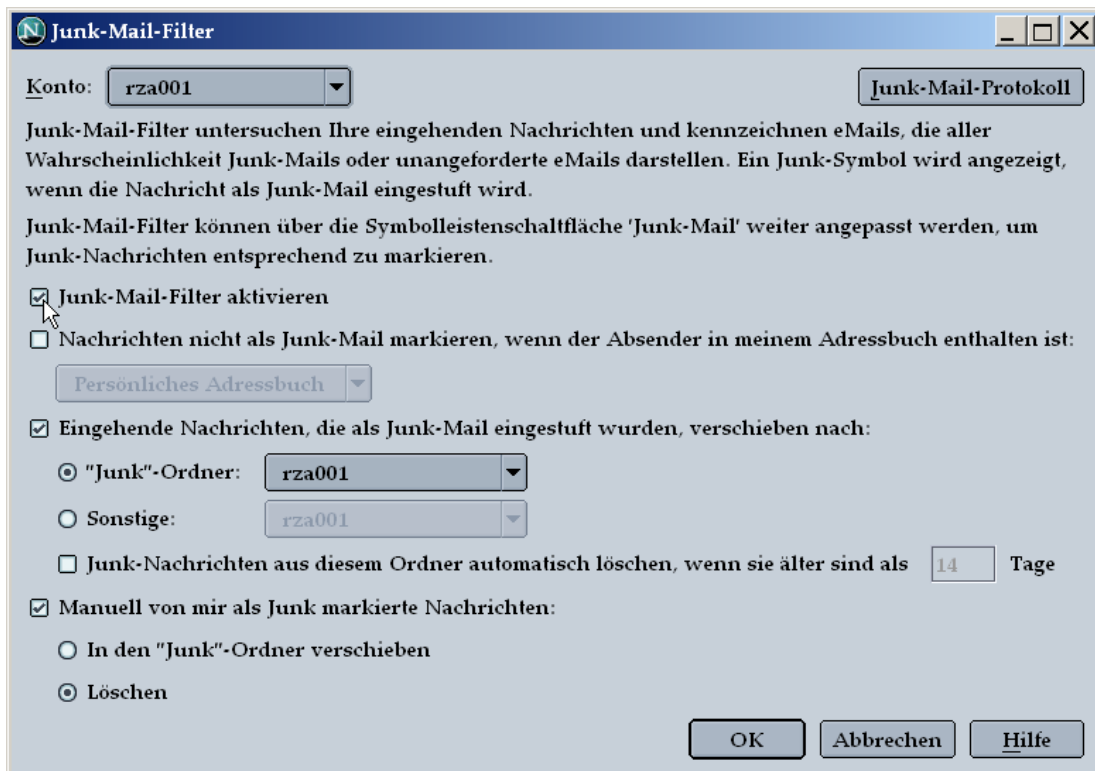 Junk-Mail-Filter
Konto: rza001 Junk-Mail-Protokoll
Junk-Mail-Filter untersuchen Ihre eingehenden Nachrichten und kennzeichnen eMails, die aller
Wahrscheinlichkeit Junk-Mails oder unangeforderte eMails darstellen. Ein Junk-Symbol wird angezeigt,
wenn die Nachricht als Junk-Mail eingestuft wird.
Junk-Mail-Filter können über die Symbolleistenschaltfläche 'Junk-Mail' weiter angepasst werden, um
Junk-Nachrichten entsprechend zu markieren.
Junk-Mail-Filter aktivieren
Nachrichten nicht als Junk-Mail markieren, wenn der Absender in meinem Adressbuch enthalten ist:
Persönliches Adressbuch
Eingehende Nachrichten, die als Junk-Mail eingestuft wurden, verschieben nach:
"Junk"-Ordner: rza001
Sonstige: rza001
Junk-Nachrichten aus diesem Ordner automatisch löschen, wenn sie älter sind als 14 Tage
Manuell von mir als Junk markierte Nachrichten:
In den "Junk"-Ordner verschieben
Löschen
OK Abbrechen Hilfe